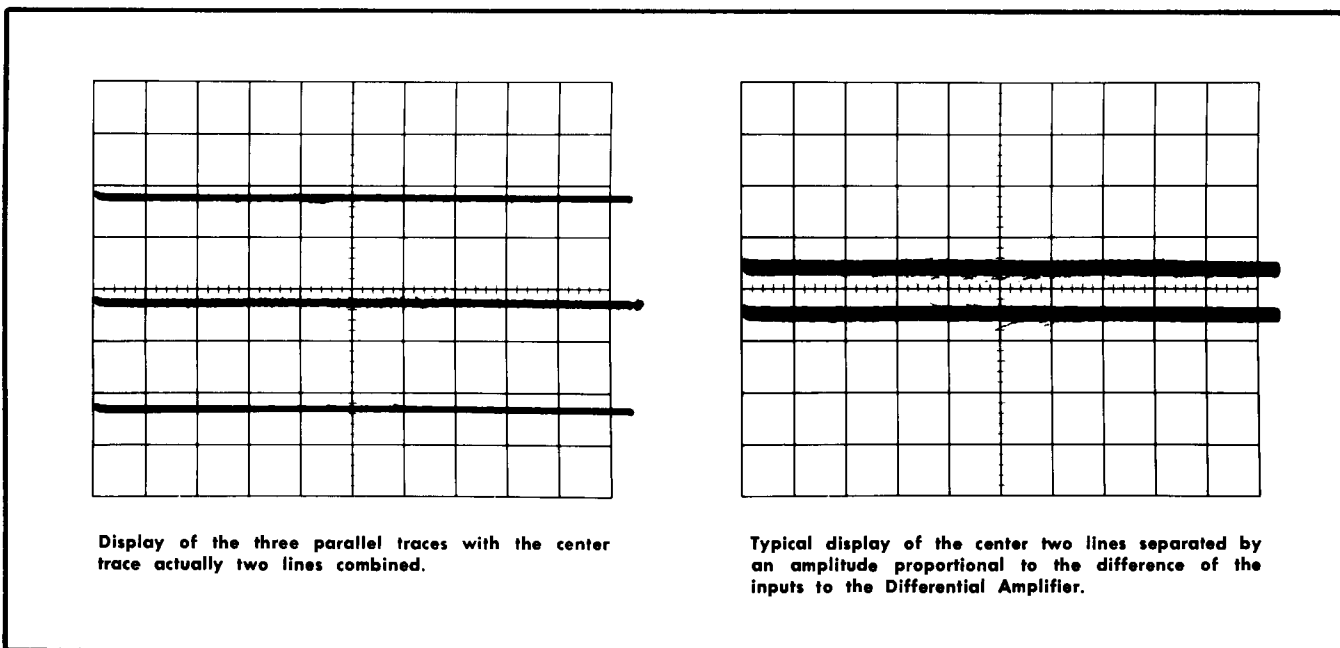 Display of the three parallel traces with the center
trace actually two lines combined.
Typical display of the center two lines separated by
an amplitude proportional to the difference of the
inputs to the Differential Amplifier.